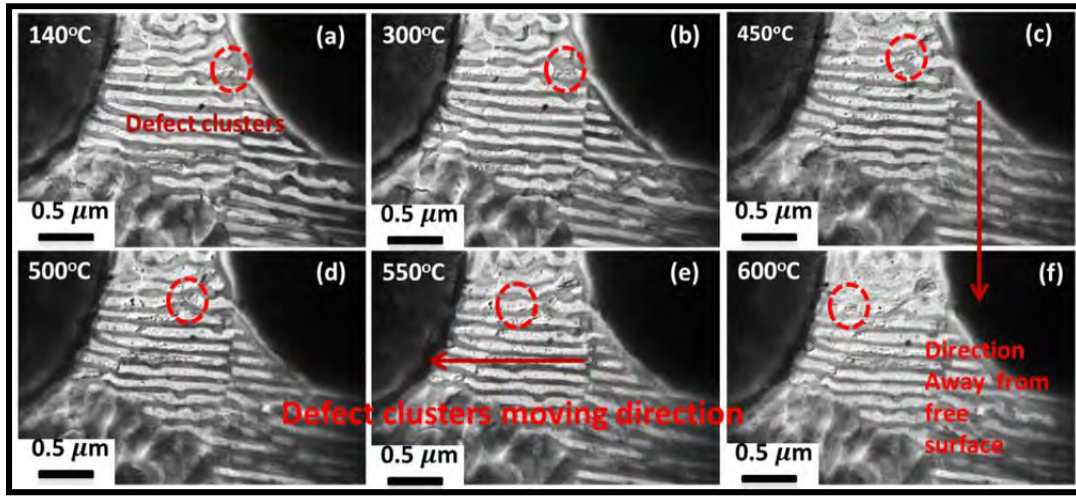 140°C
(a)
Defect clusters
0.5 μm
300°C
(b)
0.5 μm
450°C
(c)
0.5 μm
500°C
(d)
0.5 μm
550°C
(e)
Defect clusters moving direction
0.5 μm
600°C
(f)
Direction
Away from
free
surface
0.5 μm